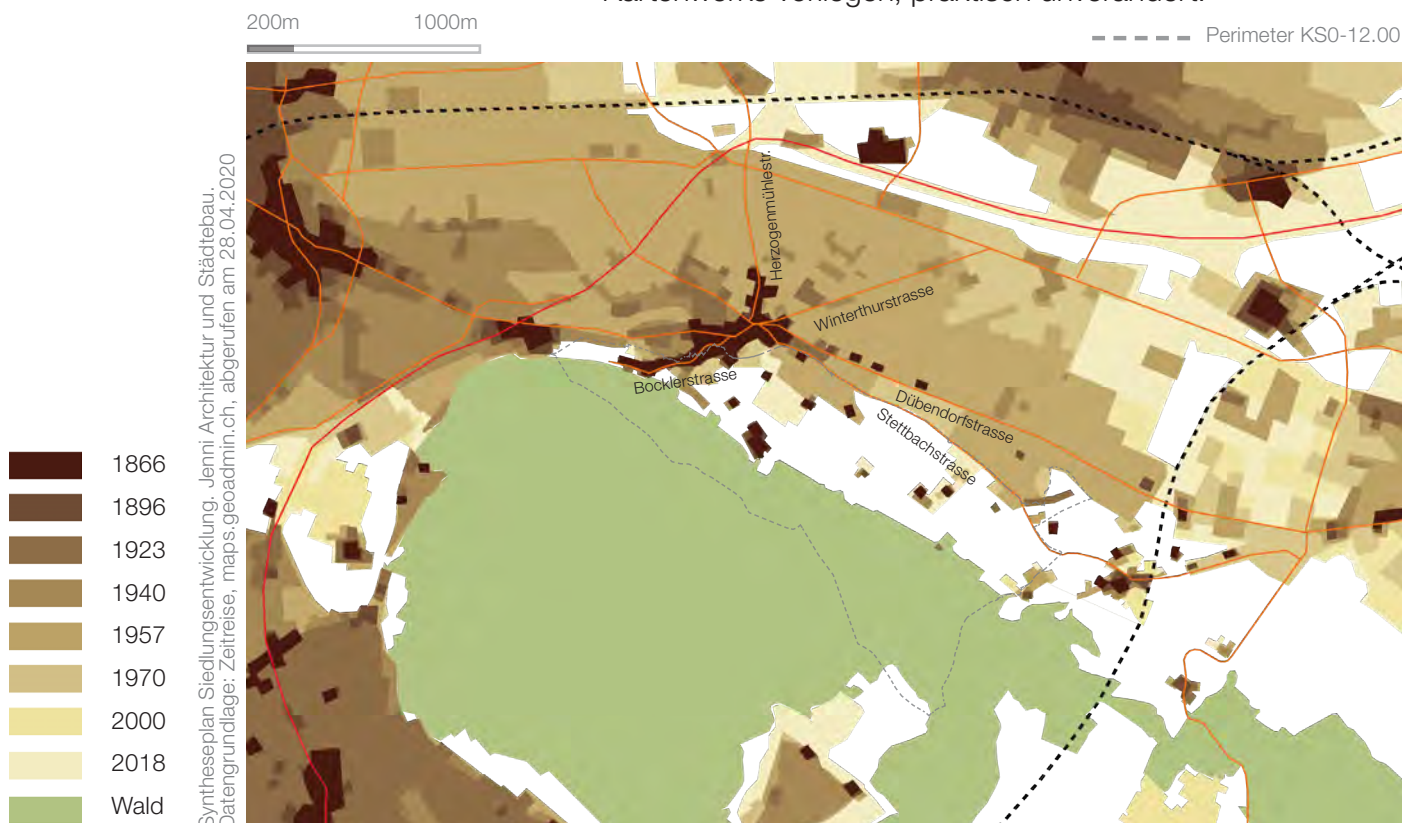 Kartenwerks vorliegen, praktisch unverändert.
200m 1000m
Perimeter KS0-12.00
Herzogenmühlestr.
Winterthurstrasse
Bocklerstrasse
Dübendorfstrasse
Stettbachstrasse
1866
1896
1923
1940
1957
1970
2000
2018
Wald
Syntheseplan Siedlungsentwicklung. Jenni Architektur und Städtebau.
Datengrundlage: Zeitreise, maps.geoadmin.ch, abgerufen am 28.04.2020